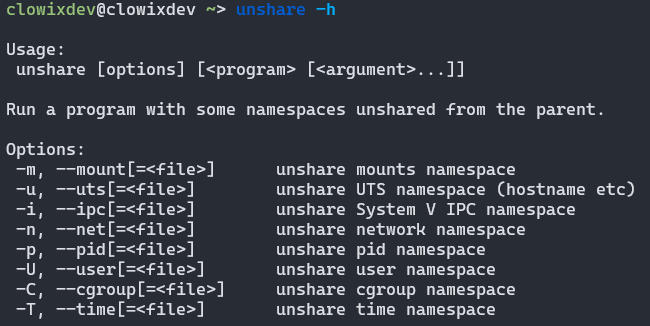 clowixdev@clowixdev ~> unshare -h
Usage:
unshare [options] [<program> [<argument>...]]
Run a program with some namespaces unshared from the parent.
Options:
-m, --mount[=<file>] unshare mounts namespace
-u, --uts[=<file>] unshare UTS namespace (hostname etc)
-i, --ipc[=<file>] unshare System V IPC namespace
-n, --net[=<file>] unshare network namespace
-p, --pid[=<file>] unshare pid namespace
-U, --user[=<file>] unshare user namespace
-C, --cgroup[=<file>] unshare cgroup namespace
-T, --time[=<file>] unshare time namespace